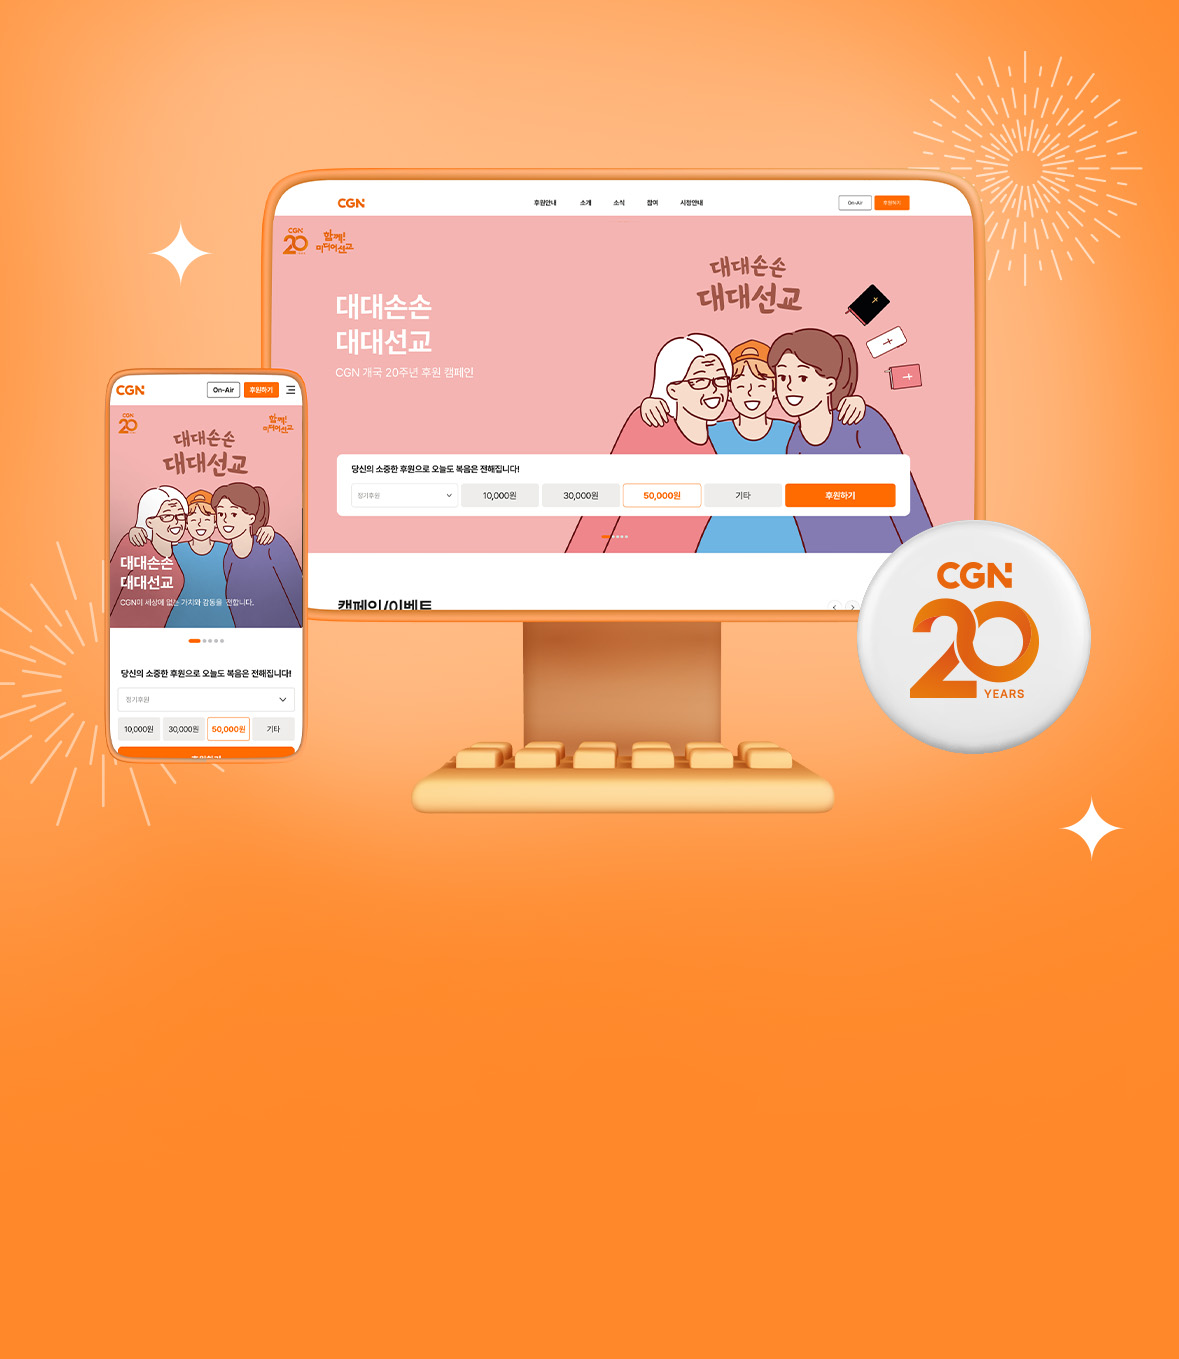 CGN
후원안내 소개 소식 참여 시청안내
On-Air 후원하기
CGN
20
함께!
미디어선교
대대손손
대대선교
CGN 개국 20주년 후원 캠페인
대대손손
대대선교
당신의 소중한 후원으로 오늘도 복음은 전해집니다!
정기후원 10,000원 30,000원 50,000원 기타 후원하기
캠페인/이벤트
CGN
On-Air 후원하기
CGN
20
함께!
미디어선교
대대손손
대대선교
대대손손
대대선교
CGN이 세상에 없는 가치와 감동을 전합니다.
당신의 소중한 후원으로 오늘도 복음은 전해집니다!
정기후원
10,000원 30,000원 50,000원 기타
CGN
20
YEARS